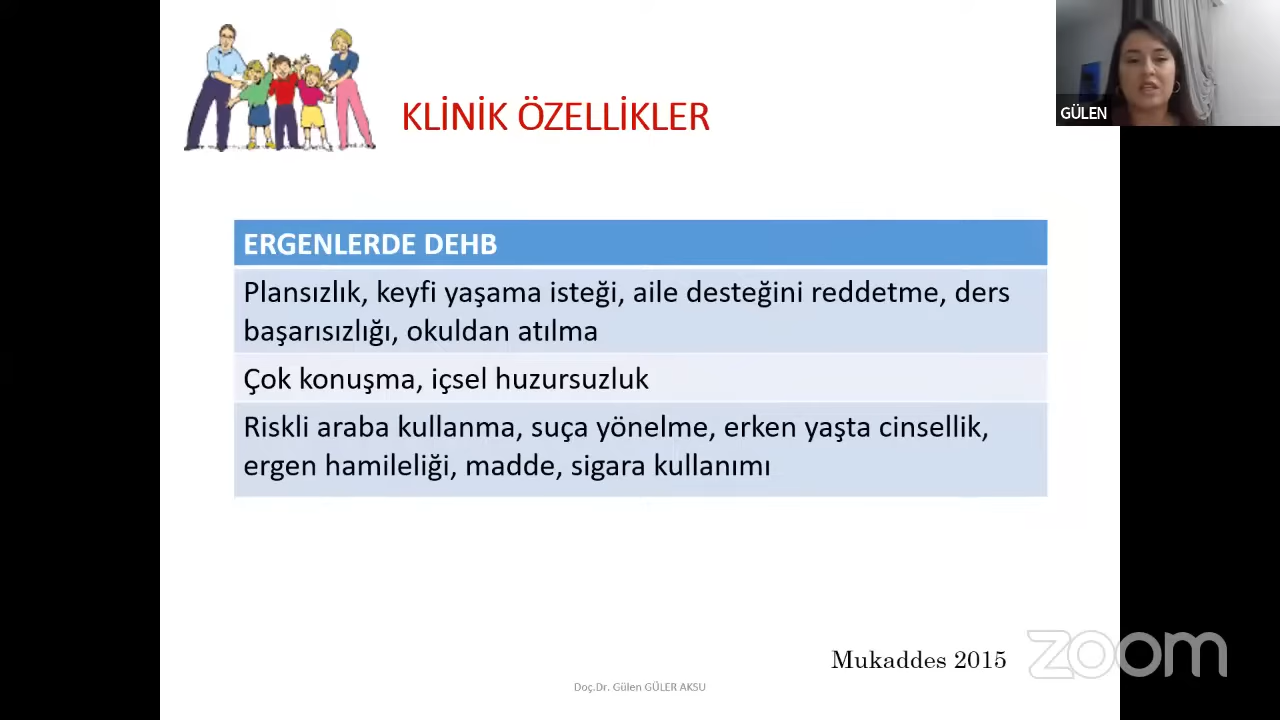 GÜLEN
KLİNİK ÖZELLİKLER
ERGENLERDE DEHB
Plansızlık, keyfi yaşama isteği, aile desteğini reddetme, ders
başarısızlığı, okuldan atılma
Çok konuşma, içsel huzursuzluk
Riskli araba kullanma, suça yönelme, erken yaşta cinsellik,
ergen hamileliği, madde, sigara kullanımı
Mukaddes 2015
zoom
Doç.Dr. Gülen GÜLER AKSU